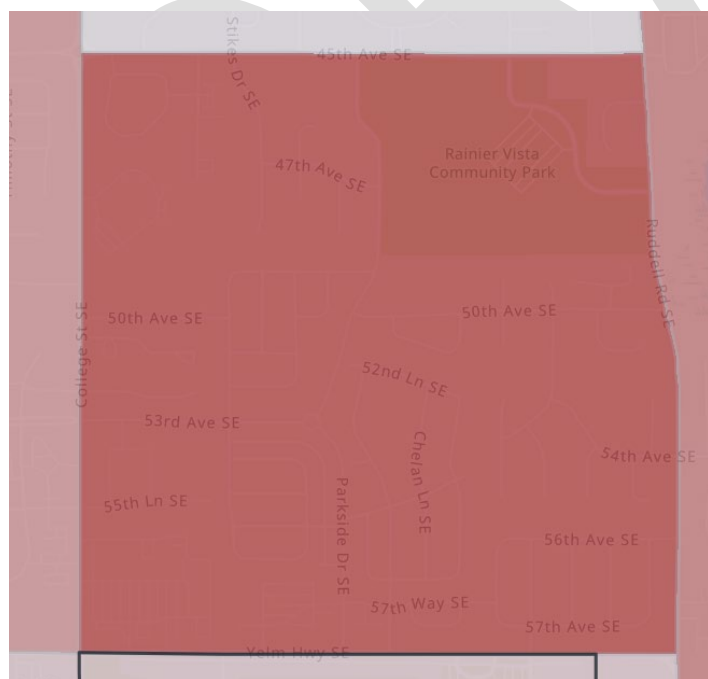 Stikes Dr SE
45th Ave SE
47th Ave SE
Rainier Vista
Community Park
Ruddell Rd SE
College St SE
50th Ave SE
50th Ave SE
52nd Ln SE
53rd Ave SE
Chelan Ln SE
54th Ave SE
55th Ln SE
Parkside Dr SE
56th Ave SE
57th Way SE
57th Ave SE
Yelm Hwy SE